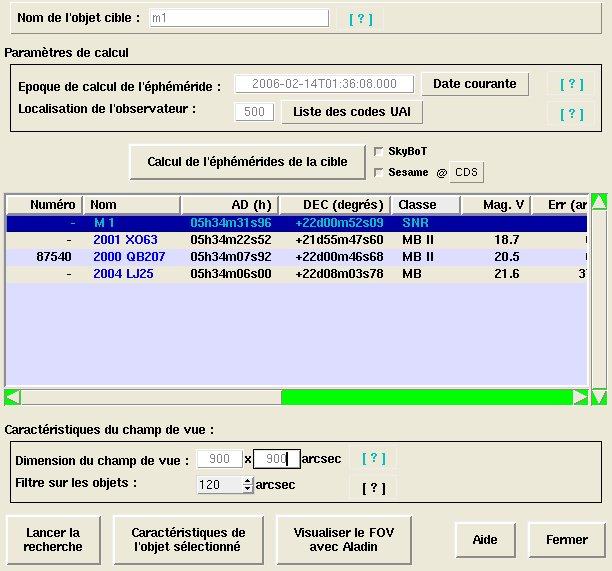 Nom de l'objet cible : m1 [ ? ]
Paramètres de calcul
Epoque de calcul de l'éphéméride : 2006-02-14T01:36:08.000 Date courante [ ? ]
Localisation de l'observateur : 500 Liste des codes UAI [ ? ]
Calcul de l'éphémérides de la cible
SkyBoT
Sesame @ CDS
Numéro Nom AD (h) DEC (degrés) Classe Mag. V Err (ar
- M 1 05h34m31s96 +22d00m52s09 SNR
- 2001 XO63 05h34m22s52 +21d55m47s60 MB II 18.7
87540 2000 QB207 05h34m07s92 +22d00m46s68 MB II 20.5
- 2004 LJ25 05h34m06s00 +22d08m03s78 MB 21.6
Caractéristiques du champ de vue :
Dimension du champ de vue : 900 x 900 arcsec [ ? ]
Filtre sur les objets : 120 arcsec [ ? ]
Lancer la recherche
Caractéristiques de l'objet sélectionné
Visualiser le FOV avec Aladin
Aide
Fermer